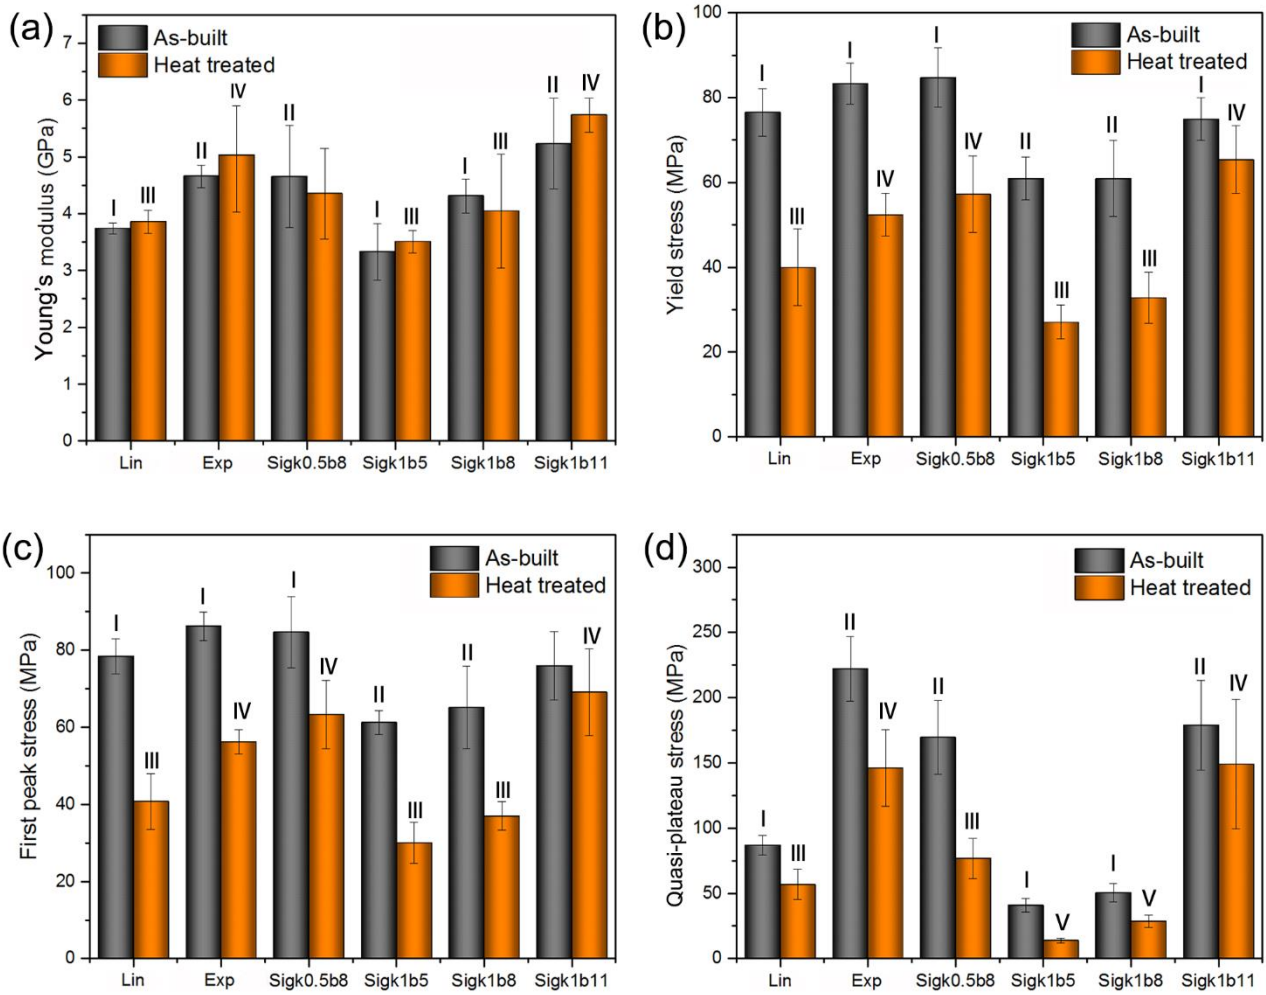 (a)
As-built
Heat treated
Young's modulus (GPa)
7
6
5
4
3
2
1
0
I III II IV II I III I III II IV
Lin Exp Sigk0.5b8 Sigk1b5 Sigk1b8 Sigk1b11
(b)
As-built
Heat treated
Yield stress (MPa)
100
80
60
40
20
0
I III I IV I IV II III II III I IV
Lin Exp Sigk0.5b8 Sigk1b5 Sigk1b8 Sigk1b11
(c)
As-built
Heat treated
First peak stress (MPa)
100
80
60
40
20
0
I III I IV I IV II III II III IV
Lin Exp Sigk0.5b8 Sigk1b5 Sigk1b8 Sigk1b11
(d)
As-built
Heat treated
Quasi-plateau stress (MPa)
300
250
200
150
100
50
0
I III II IV II III I V I V II IV
Lin Exp Sigk0.5b8 Sigk1b5 Sigk1b8 Sigk1b11